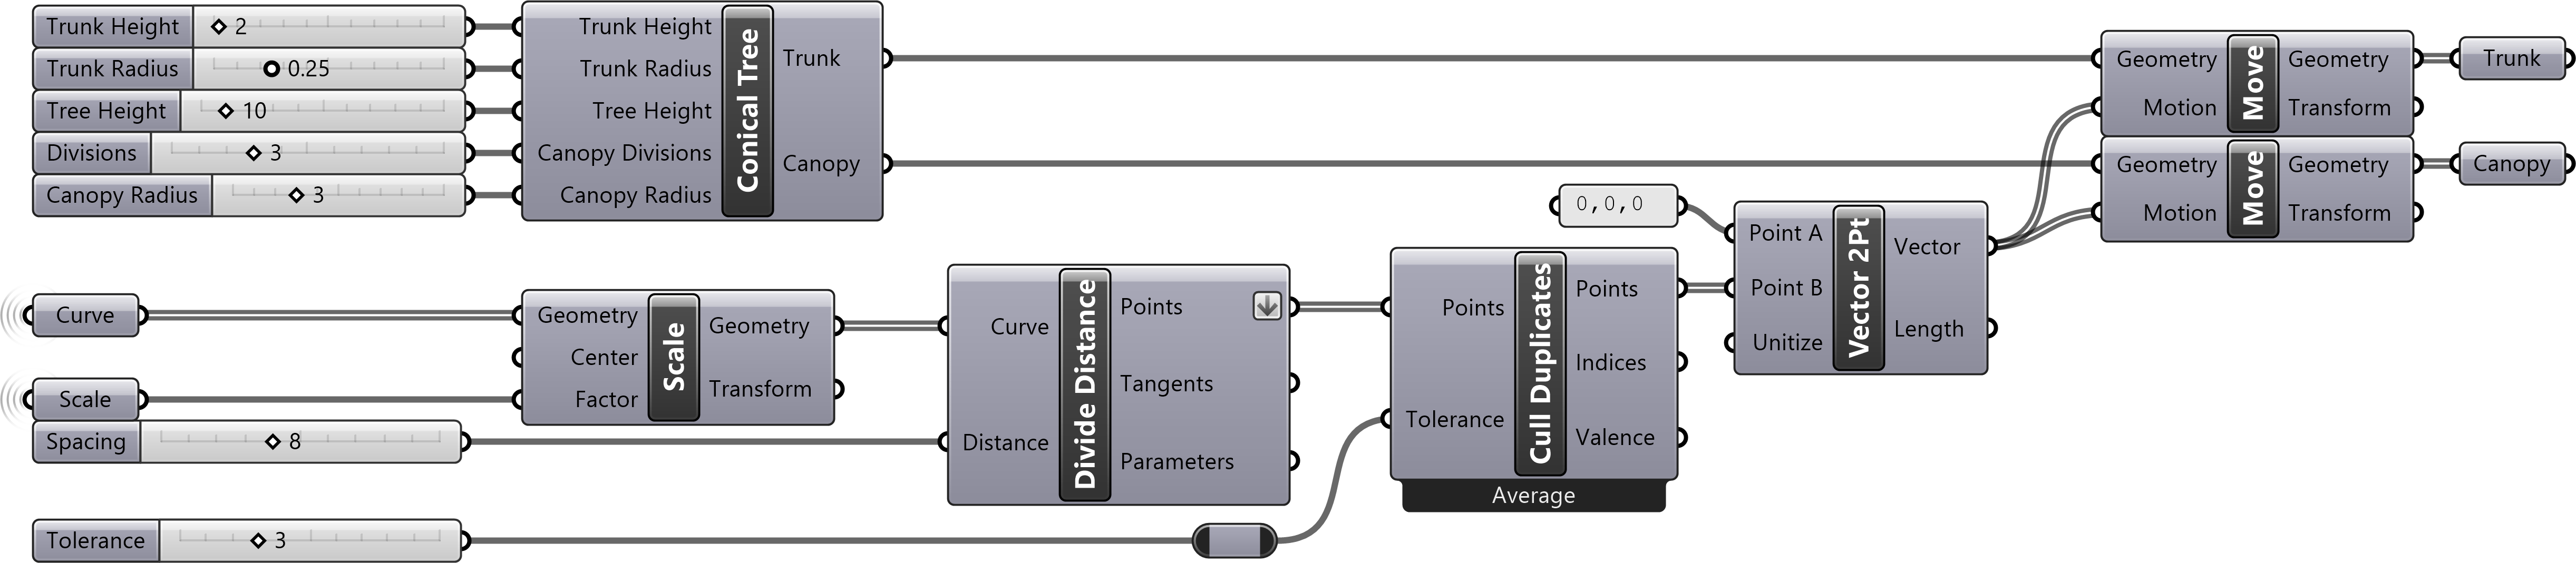 Trunk Height 2
Trunk Radius 0.25
Tree Height 10
Divisions 3
Canopy Radius 3
Trunk Height
Trunk Radius
Tree Height
Canopy Divisions
Canopy Radius
Conical Tree
Trunk
Canopy
Geometry
Motion
Move
Geometry
Transform
Trunk
Geometry
Motion
Move
Geometry
Transform
Canopy
0,0,0
Point A
Point B
Unitize
Vector 2Pt
Vector
Length
Curve
Scale
Spacing 8
Tolerance 3
Geometry
Center
Factor
Scale
Geometry
Transform
Curve
Distance
Divide Distance
Points
Tangents
Parameters
Points
Tolerance
Cull Duplicates
Points
Indices
Valence
Average